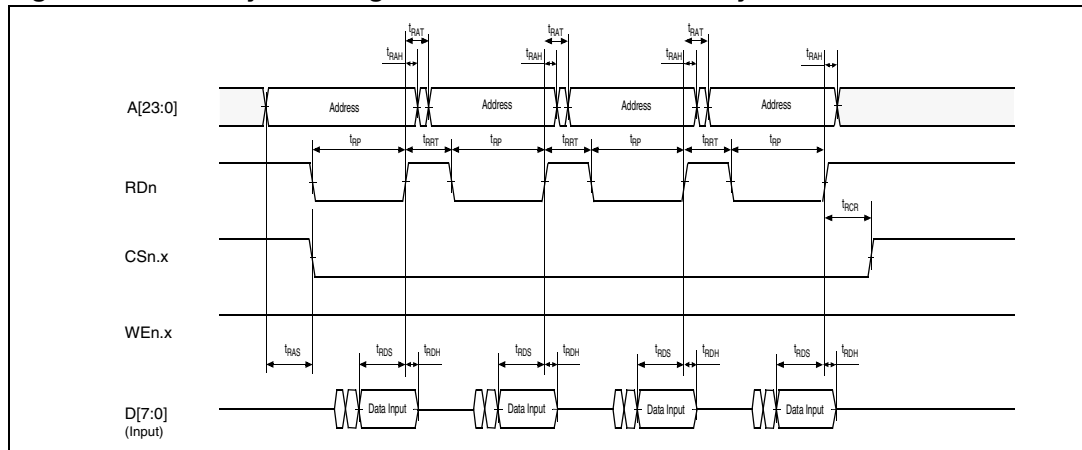 tRAT tRAT tRAT
tRAH tRAH tRAH tRAH
A[23:0] Address Address Address Address
tRP tRRT tRP tRRT tRP tRRT tRP
RDn
tRCR
CSn.x
WEn.x
tRAS tRDS tRDH tRDS tRDH tRDS tRDH tRDS tRDH
D[7:0] Data Input Data Input Data Input Data Input
(Input)